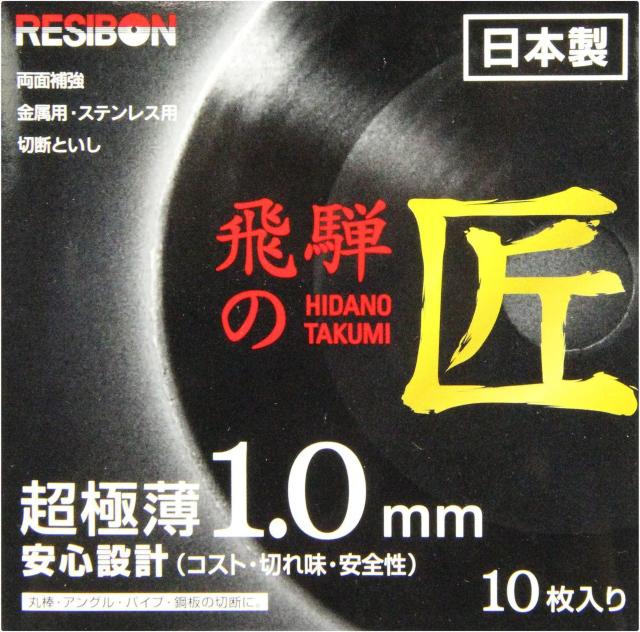 RESIBON
日本製
両面補強
金属用・ステンレス用
切断といし
飛騨の
HIDANO
TAKUMI
匠
超極薄1.0mm
安心設計(コスト・切れ味・安全性)
丸棒・アングル・パイプ・鋼板の切断に。
10枚入り